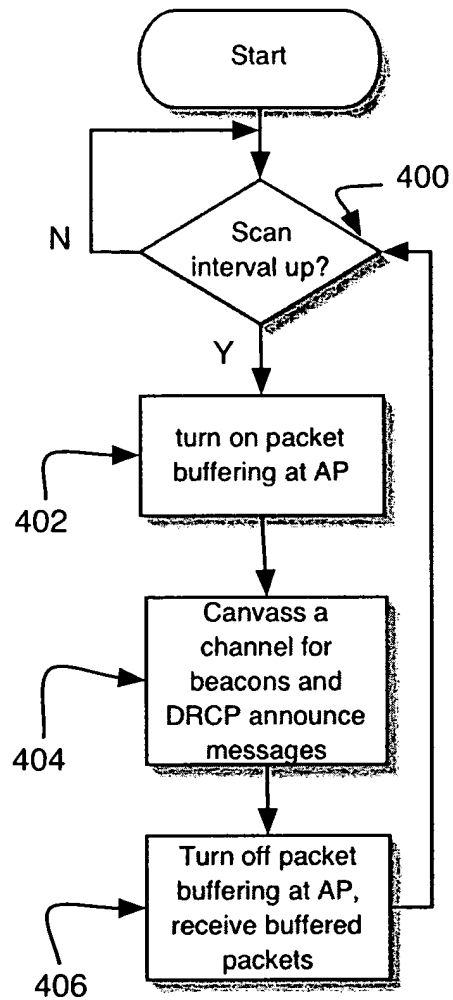 Start
400
N
Scan
interval up?
Y
turn on packet
buffering at AP
402
Canvass a
channel for
beacons and
DRCP announce
messages
404
Turn off packet
buffering at AP,
receive buffered
packets
406